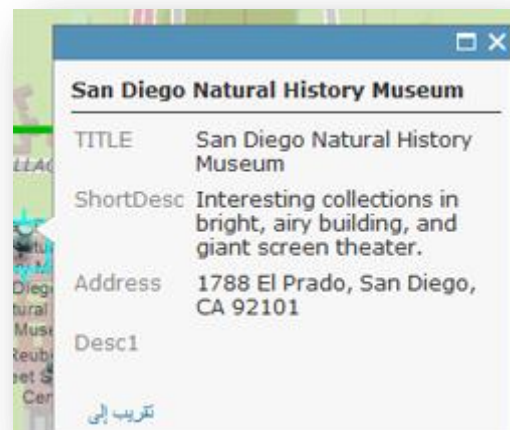 San Diego Natural History Museum
TITLE San Diego Natural History
Museum
ShortDesc Interesting collections in
bright, airy building, and
giant screen theater.
Address 1788 El Prado, San Diego,
CA 92101
Desc1
تقريب إلى